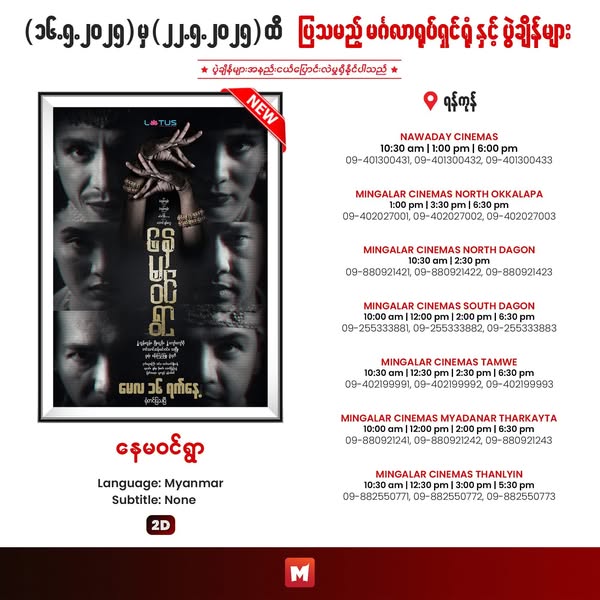 (၁၆.၅.၂၀၂၅) မှ (၂၂.၅.၂၀၂၅) ထိ ပြသမည့် မင်္ဂလာရုပ်ရှင်ရုံ နှင့် ပွဲချိန်များ
★ ပွဲချိန်များအနည်းငယ်ပြောင်းလဲမှုရှိနိုင်ပါသည် ★
NEW
LOTUS
နေမဝင်ရွာ
မေလ ၁၆ ရက်နေ့
ရုံတင်ပြသပြီ
နေမဝင်ရွာ
Language: Myanmar
Subtitle: None
2D
ရန်ကုန်
NAWADAY CINEMAS
10:30 am | 1:00 pm | 6:00 pm
09-401300431, 09-401300432, 09-401300433
MINGALAR CINEMAS NORTH OKKALAPA
1:00 pm | 3:30 pm | 6:30 pm
09-402027001, 09-402027002, 09-402027003
MINGALAR CINEMAS NORTH DAGON
10:30 am | 2:30 pm
09-880921421, 09-880921422, 09-880921423
MINGALAR CINEMAS SOUTH DAGON
10:00 am | 12:00 pm | 2:00 pm | 6:30 pm
09-255333881, 09-255333882, 09-255333883
MINGALAR CINEMAS TAMWE
10:30 am | 12:30 pm | 2:30 pm | 6:30 pm
09-402199991, 09-402199992, 09-402199993
MINGALAR CINEMAS MYADANAR THARKAYTA
10:00 am | 12:00 pm | 2:00 pm | 6:30 pm
09-880921241, 09-880921242, 09-880921243
MINGALAR CINEMAS THANLYIN
10:30 am | 12:30 pm | 3:00 pm | 5:30 pm
09-882550771, 09-882550772, 09-882550773
M